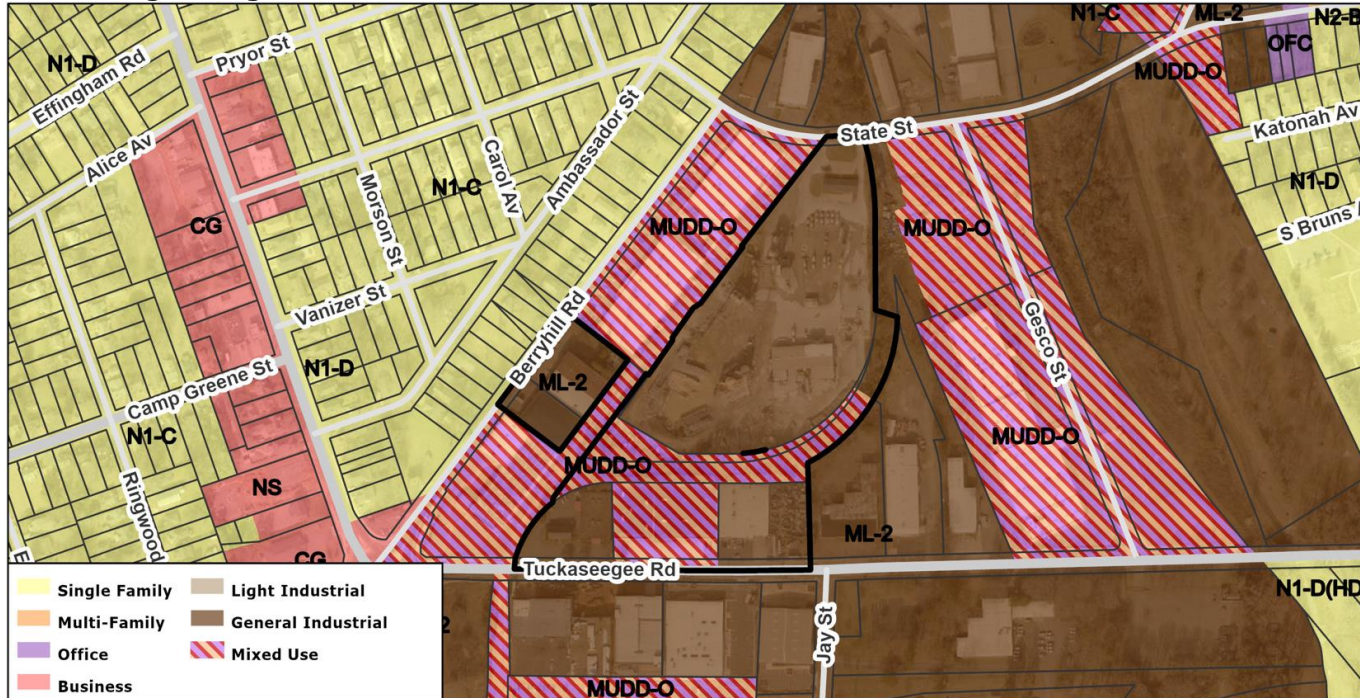 N1-C
ML-2
N2-B
OFC
MUDD-O
Pryor St
N1-D
Effingham Rd
State St
Katonah Av
Alice Av
Ambassador St
Carol Av
N1-C
Morson St
N1-D
CG
MUDD-O
MUDD-O
S Bruns
Vanizer St
Berryhill Rd
Gesco St
N1-D
ML-2
Camp Greene St
N1-C
MUDD-O
MUDD-O
Ringwood
NS
ML-2
CG
E
Tuckaseegee Rd
N1-D(HD
Single Family
Light Industrial
Multi-Family
General Industrial
2
Office
Mixed Use
Jay St
Business
MUDD-O